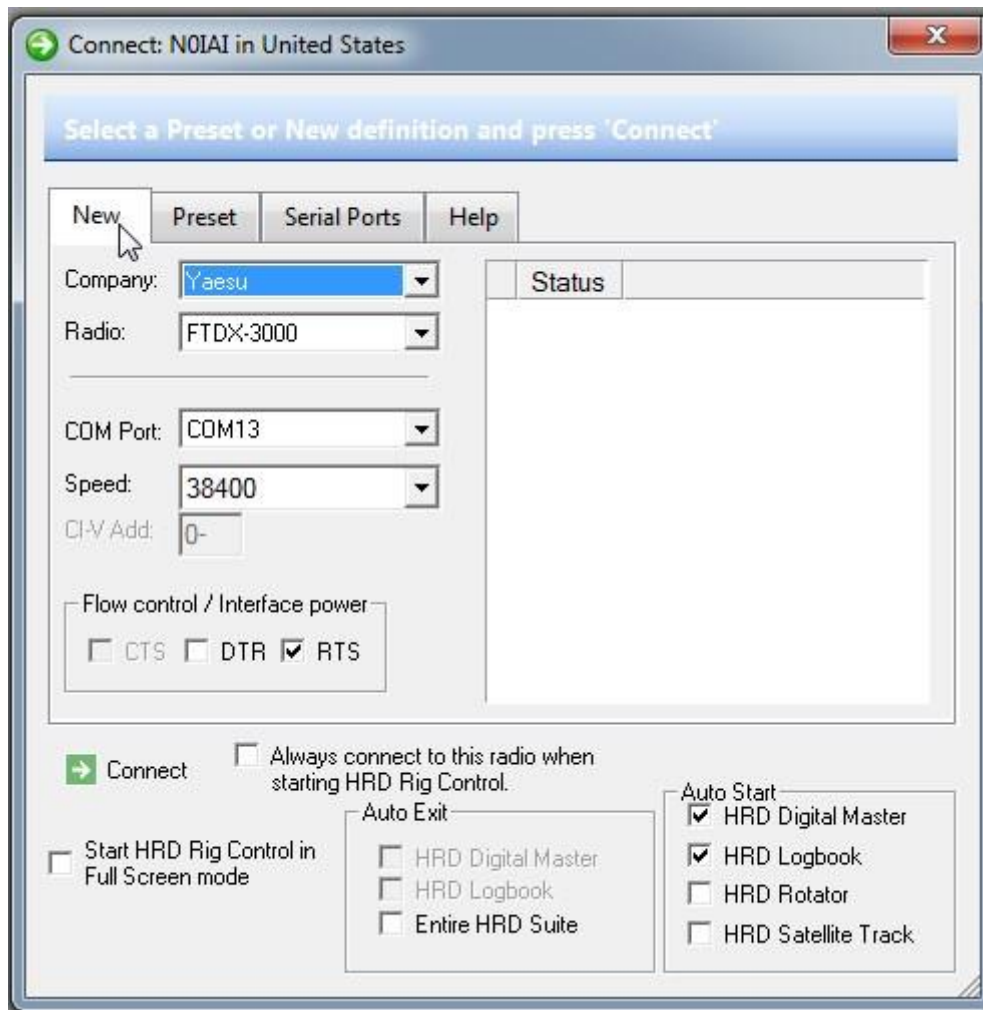 Connect: N0IAI in United States
x
Select a Preset or New definition and press 'Connect'
New Preset Serial Ports Help
Company: Yaesu
Radio: FTDX-3000
COM Port: COM13
Speed: 38400
CI-V Add: 0-
Flow control / Interface power
CTS DTR RTS
Status
Connect
Always connect to this radio when
starting HRD Rig Control.
Start HRD Rig Control in
Full Screen mode
Auto Exit
HRD Digital Master
HRD Logbook
Entire HRD Suite
Auto Start
HRD Digital Master
HRD Logbook
HRD Rotator
HRD Satellite Track